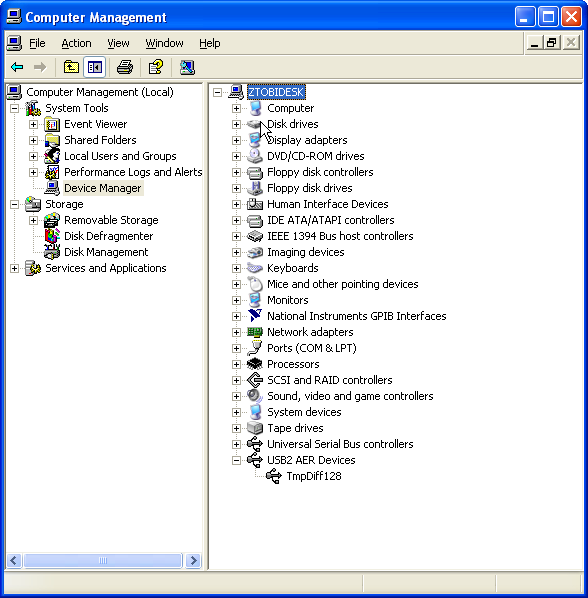 Computer Management
File Action View Window Help
Computer Management (Local)
System Tools
Event Viewer
Shared Folders
Local Users and Groups
Performance Logs and Alerts
Device Manager
Storage
Removable Storage
Disk Defragmenter
Disk Management
Services and Applications
ZTOBIDESK
Computer
Disk drives
Display adapters
DVD/CD-ROM drives
Floppy disk controllers
Floppy disk drives
Human Interface Devices
IDE ATA/ATAPI controllers
IEEE 1394 Bus host controllers
Imaging devices
Keyboards
Mice and other pointing devices
Monitors
National Instruments GPIB Interfaces
Network adapters
Ports (COM & LPT)
Processors
SCSI and RAID controllers
Sound, video and game controllers
System devices
Tape drives
Universal Serial Bus controllers
USB2 AER Devices
TmpDiff128